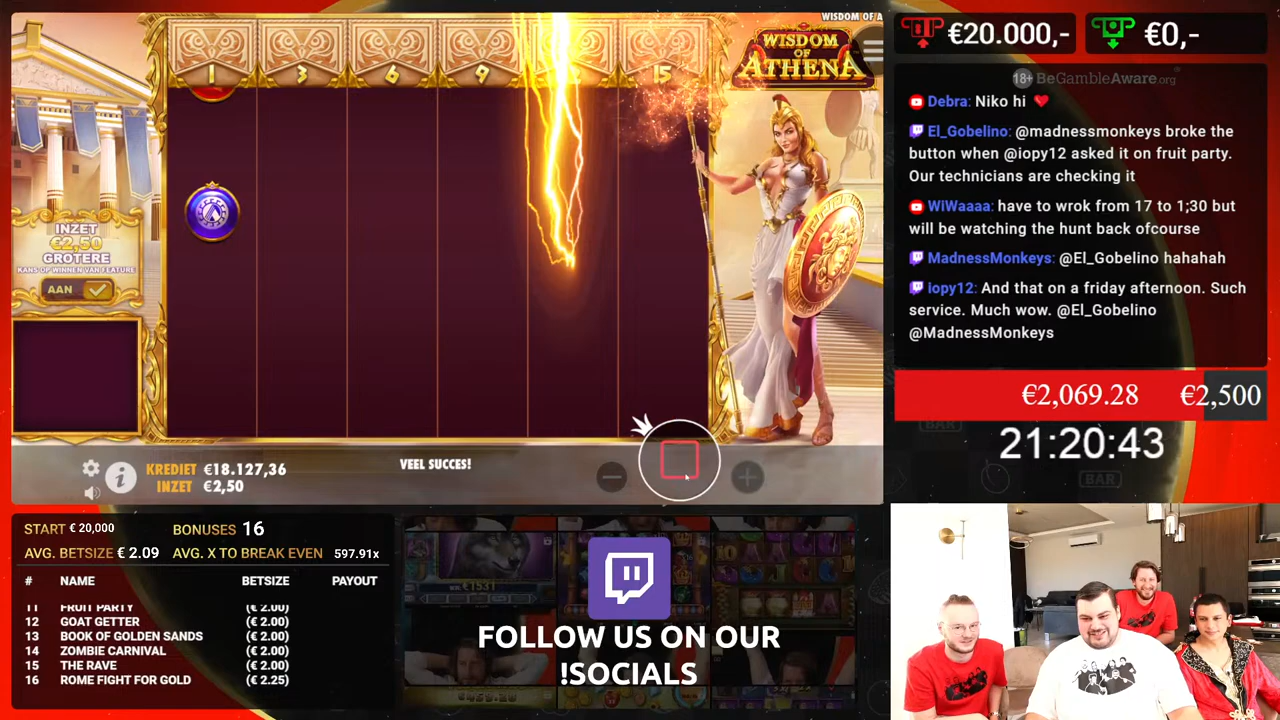 WISDOM OF A
1 3 6 9 15
WISDOM
OF
ATHENA
INZET
€2,50
GROTERE
KANS OP WINNEN VAN FEATURE
AAN
KREDIET €18.127,36
INZET €2,50
VEEL SUCCES!
€20.000,-
€0,-
18+ BeGambleAware.org
Debra: Niko hi
El_Gobelino: @madnessmonkeys broke the
button when @iopy12 asked it on fruit party.
Our technicians are checking it
WiWaaaa: have to wrok from 17 to 1;30 but
will be watching the hunt back ofcourse
MadnessMonkeys: @El_Gobelino hahahah
iopy12: And that on a friday afternoon. Such
service. Much wow. @El_Gobelino
@MadnessMonkeys
€2,069.28 €2,500
BAR
21:20:43
BAR
START € 20,000 BONUSES 16
AVG. BETSIZE € 2.09 AVG. X TO BREAK EVEN 597.91x
# NAME BETSIZE PAYOUT
11 FRUIT PARTY (€ 2.00)
12 GOAT GETTER (€ 2.00)
13 BOOK OF GOLDEN SANDS (€ 2.00)
14 ZOMBIE CARNIVAL (€ 2.00)
15 THE RAVE (€ 2.00)
16 ROME FIGHT FOR GOLD (€ 2.25)
€1531
FOLLOW US ON OUR
!SOCIALS